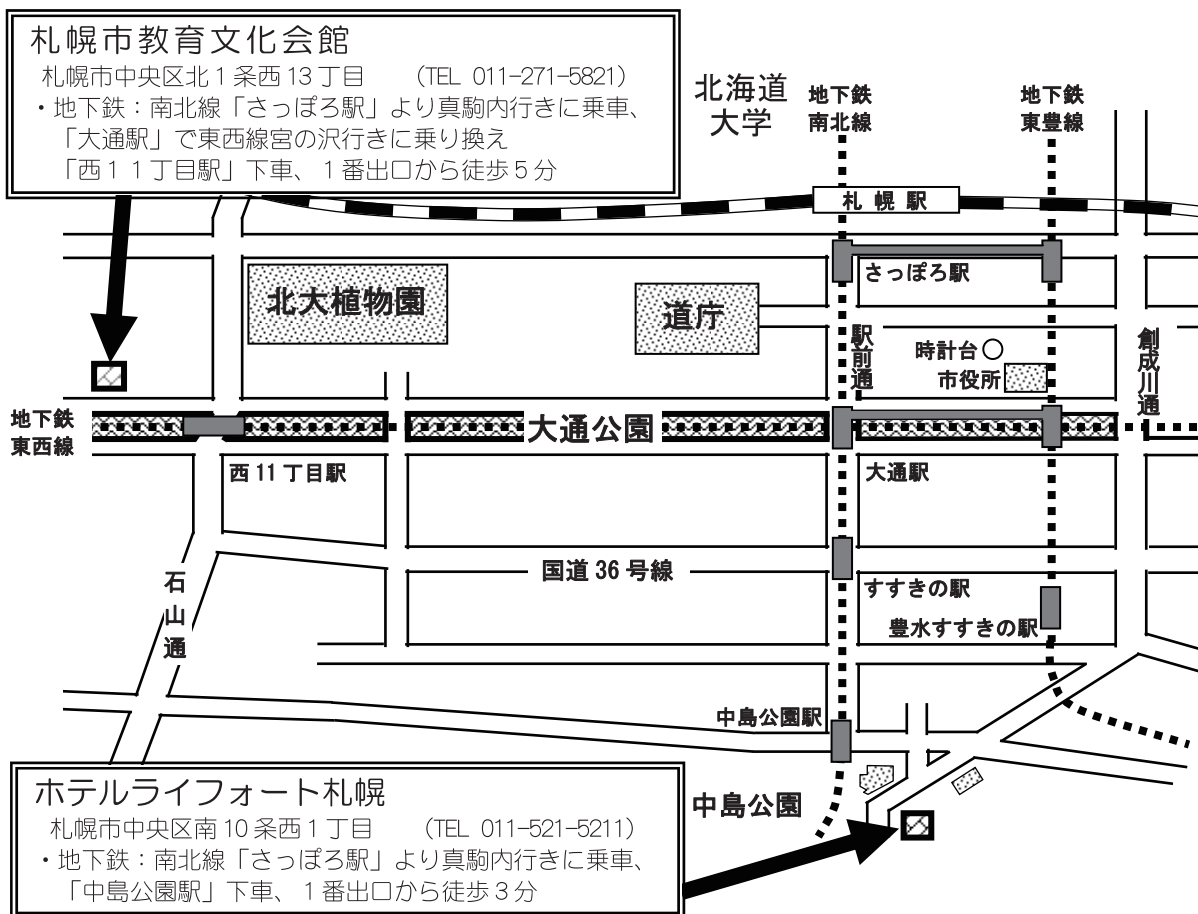 札幌市教育文化会館
札幌市中央区北1条西13丁目　（TEL 011-271-5821）
・地下鉄：南北線「さっぽろ駅」より真駒内行きに乗車、
「大通駅」で東西線宮の沢行きに乗り換え
「西11丁目駅」下車、1番出口から徒歩5分
北海道
大学
地下鉄
南北線
地下鉄
東豊線
札幌駅
さっぽろ駅
北大植物園
道庁
駅前通
時計台
市役所
創成川通
地下鉄
東西線
大通公園
西11丁目駅
大通駅
国道36号線
石山通
すすきの駅
豊水すすきの駅
中島公園駅
中島公園
ホテルライフォート札幌
札幌市中央区南10条西1丁目　（TEL 011-521-5211）
・地下鉄：南北線「さっぽろ駅」より真駒内行きに乗車、
「中島公園駅」下車、1番出口から徒歩3分